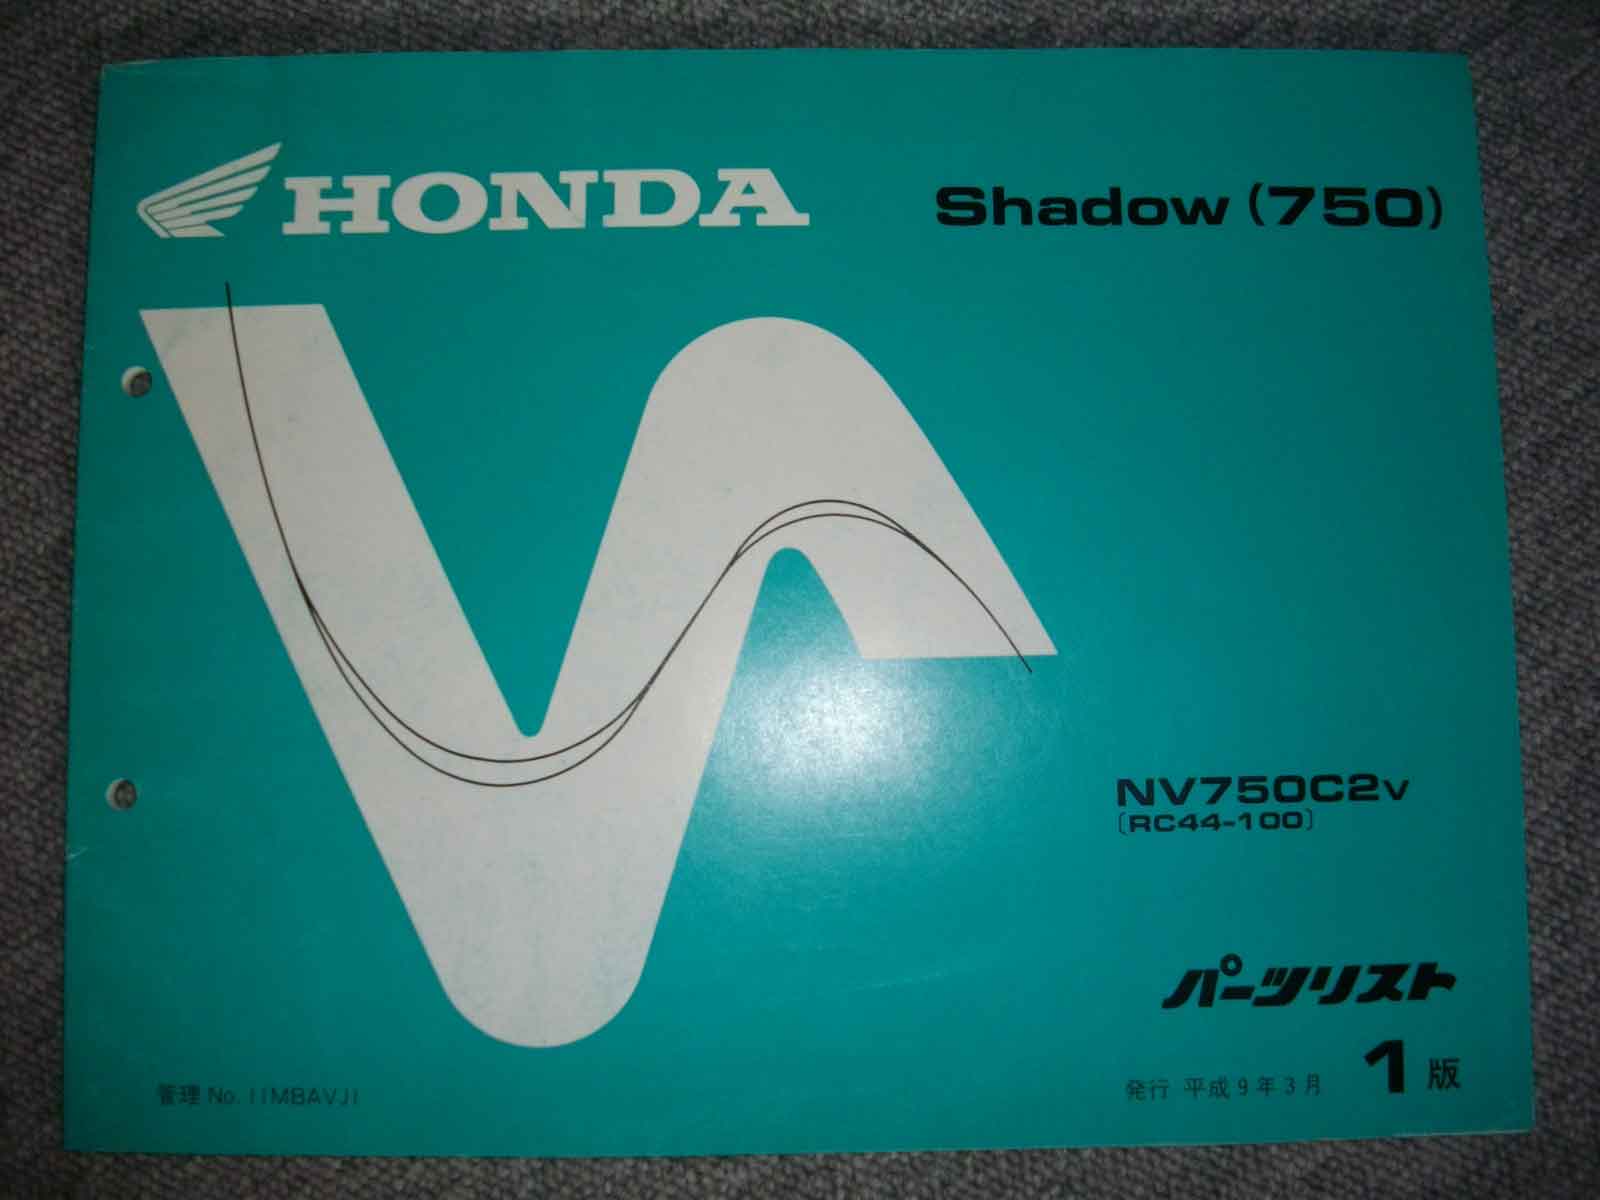 HONDA
Shadow (750)
NV750C2V
(RC44-100)
パーツリスト
管理 No. 11MBAVJ1
発行 平成9年3月 1版